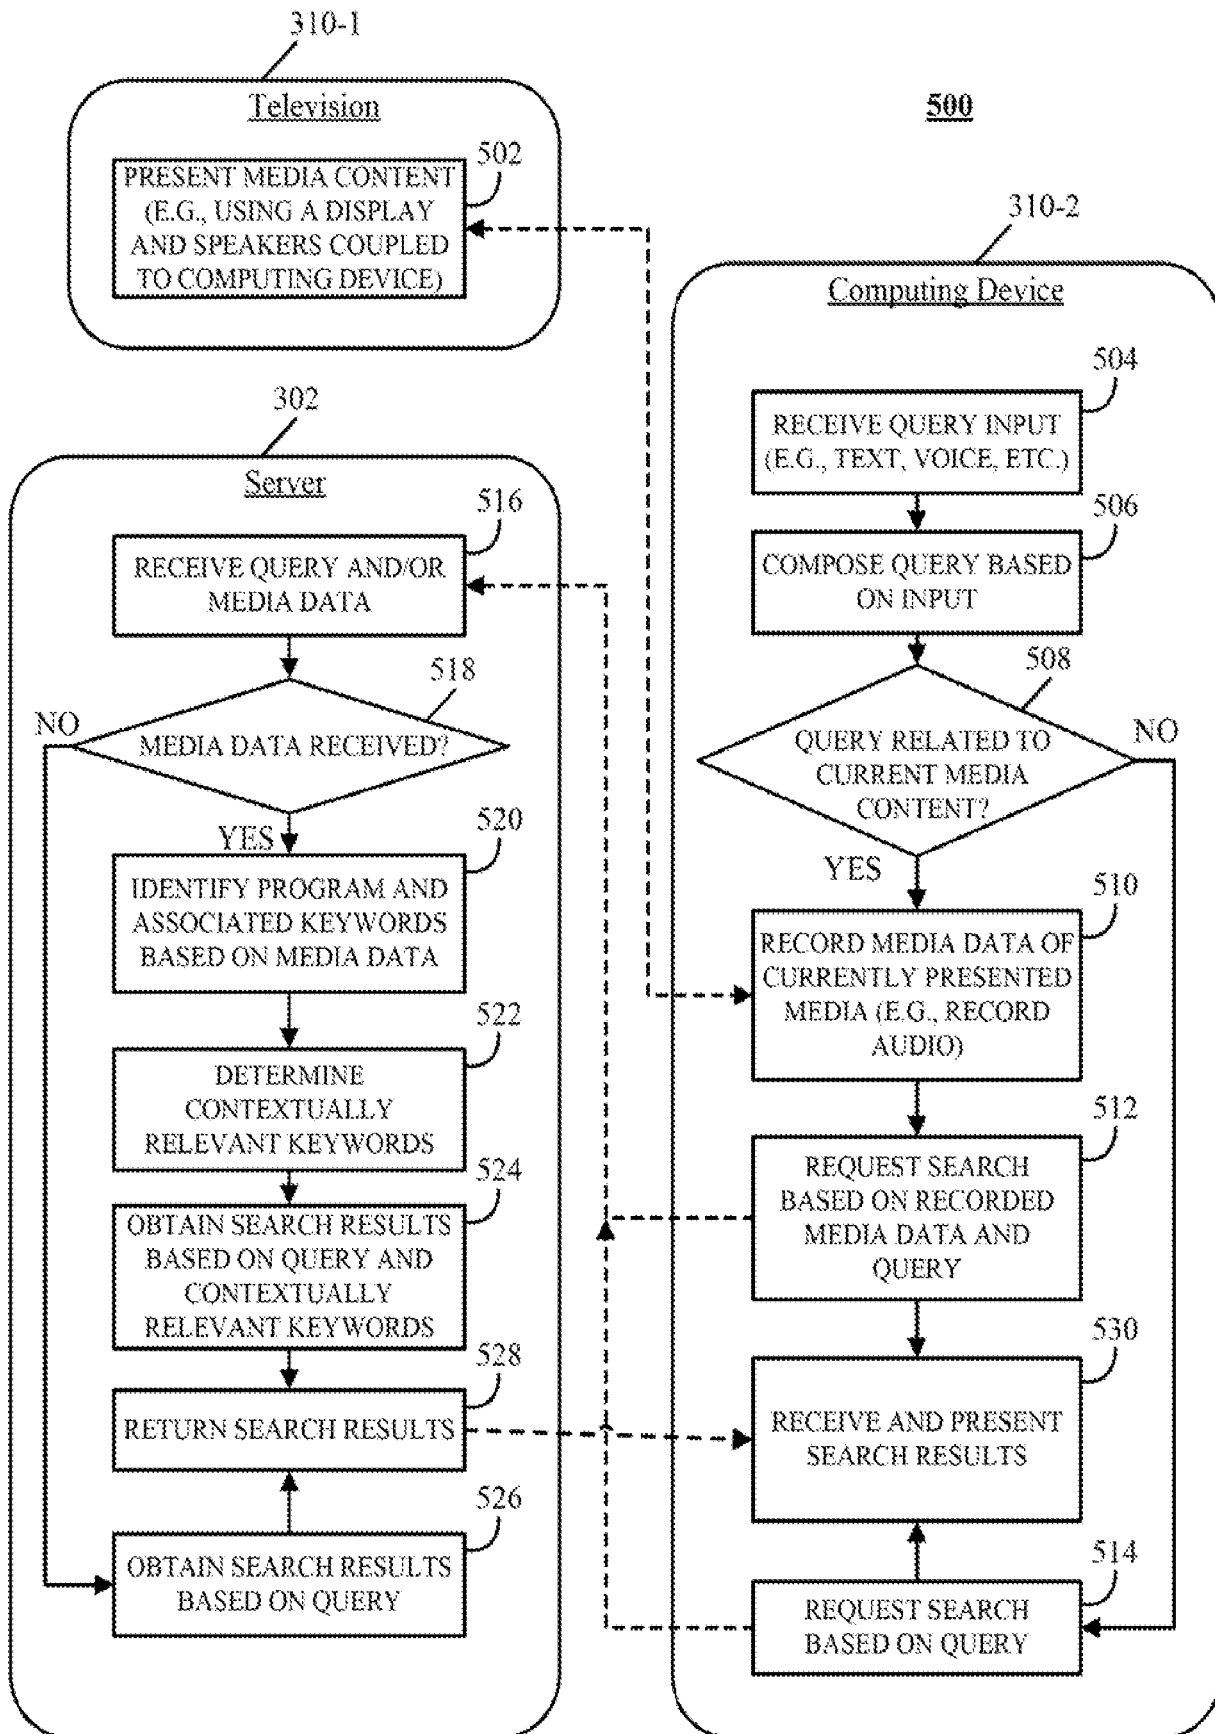 310-1
Television
500
502
PRESENT MEDIA CONTENT
(E.G., USING A DISPLAY
AND SPEAKERS COUPLED
TO COMPUTING DEVICE)
310-2
Computing Device
504
RECEIVE QUERY INPUT
(E.G., TEXT, VOICE, ETC.)
506
COMPOSE QUERY BASED
ON INPUT
508
QUERY RELATED TO
CURRENT MEDIA
CONTENT?
NO
YES
510
RECORD MEDIA DATA OF
CURRENTLY PRESENTED
MEDIA (E.G., RECORD
AUDIO)
512
REQUEST SEARCH
BASED ON RECORDED
MEDIA DATA AND
QUERY
530
RECEIVE AND PRESENT
SEARCH RESULTS
514
REQUEST SEARCH
BASED ON QUERY
302
Server
516
RECEIVE QUERY AND/OR
MEDIA DATA
518
NO
MEDIA DATA RECEIVED?
YES
520
IDENTIFY PROGRAM AND
ASSOCIATED KEYWORDS
BASED ON MEDIA DATA
522
DETERMINE
CONTEXTUALLY
RELEVANT KEYWORDS
524
OBTAIN SEARCH RESULTS
BASED ON QUERY AND
CONTEXTUALLY
RELEVANT KEYWORDS
528
RETURN SEARCH RESULTS
526
OBTAIN SEARCH RESULTS
BASED ON QUERY